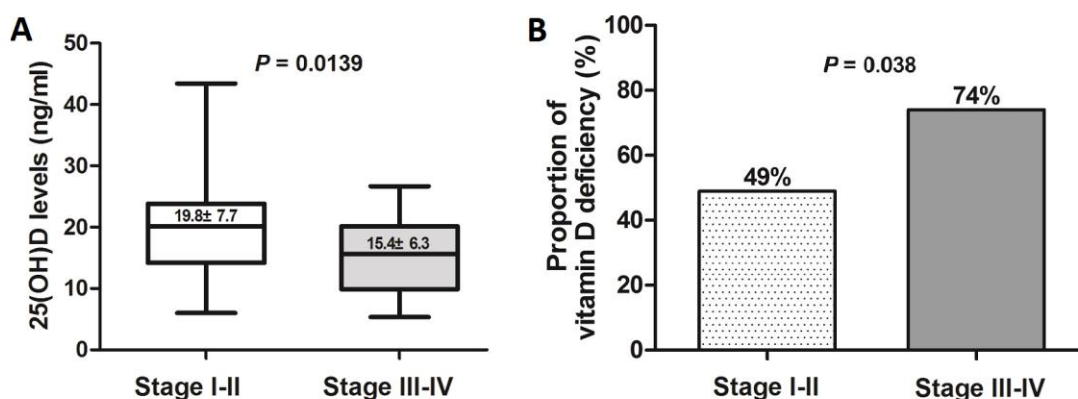 A
25(OH)D levels (ng/ml)
50
40
30
20
10
0
P = 0.0139
19.8± 7.7
15.4± 6.3
Stage I-II
Stage III-IV
B
Proportion of
vitamin D deficiency (%)
100
80
60
40
20
0
P = 0.038
49%
74%
Stage I-II
Stage III-IV